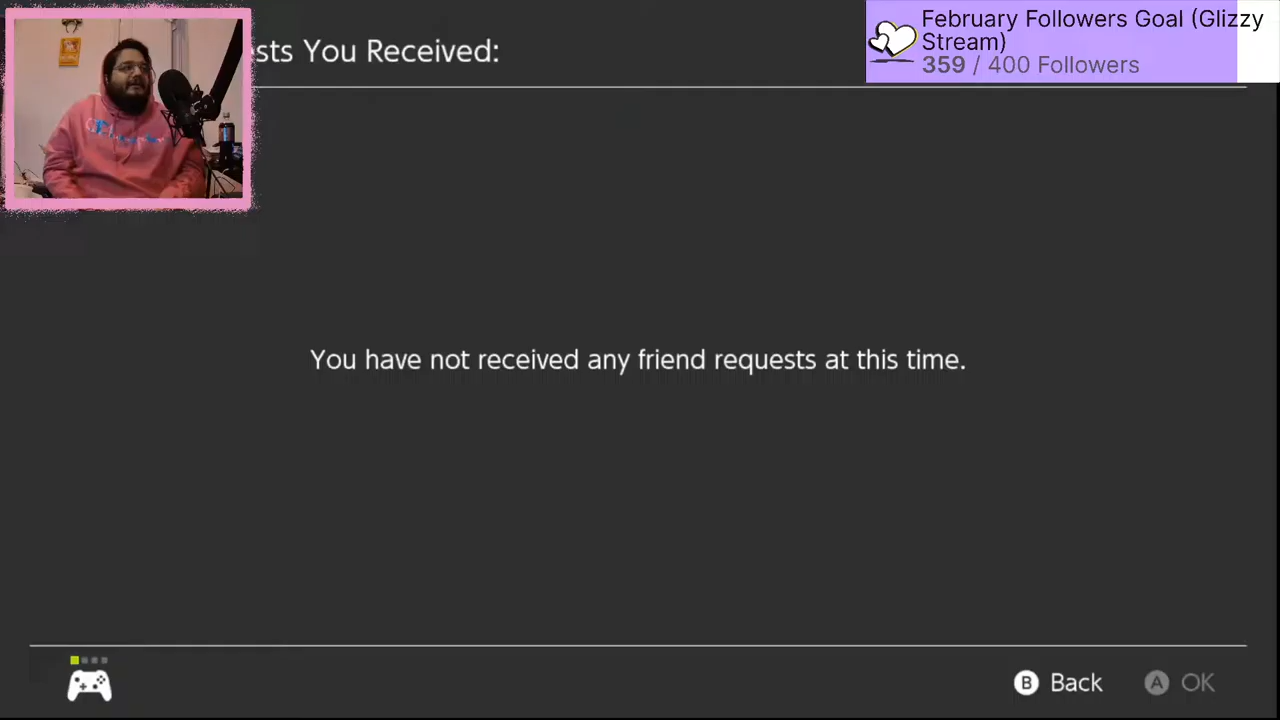 sts You Received:
February Followers Goal (Glizzy
Stream)
359 / 400 Followers
You have not received any friend requests at this time.
B Back
A OK